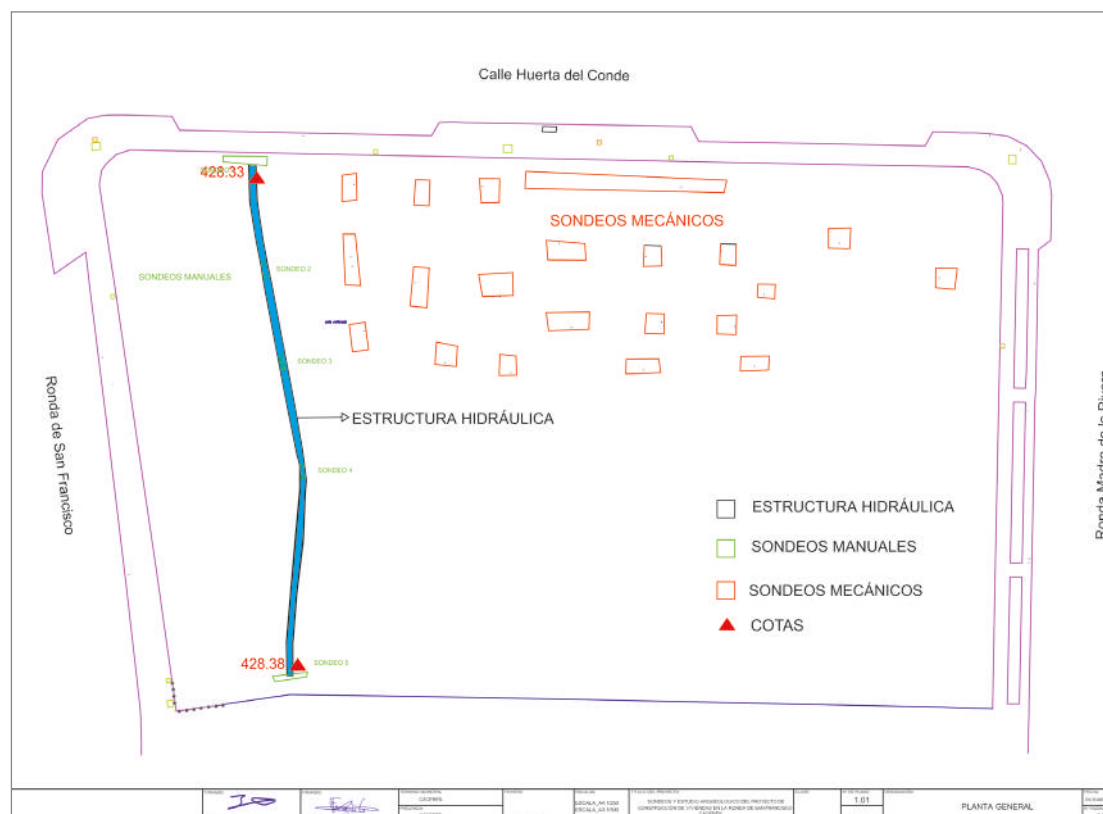 Calle Huerta del Conde
428.33
SONDEOS MECÁNICOS
SONDEOS MANUALES
SONDEO 2
SONDEO 3
ESTRUCTURA HIDRÁULICA
Ronda de San Francisco
SONDEO 4
ESTRUCTURA HIDRÁULICA
SONDEOS MANUALES
SONDEOS MECÁNICOS
COTAS
428.38
SONDEO 5
CÁCERES
1.01
PLANTA GENERAL